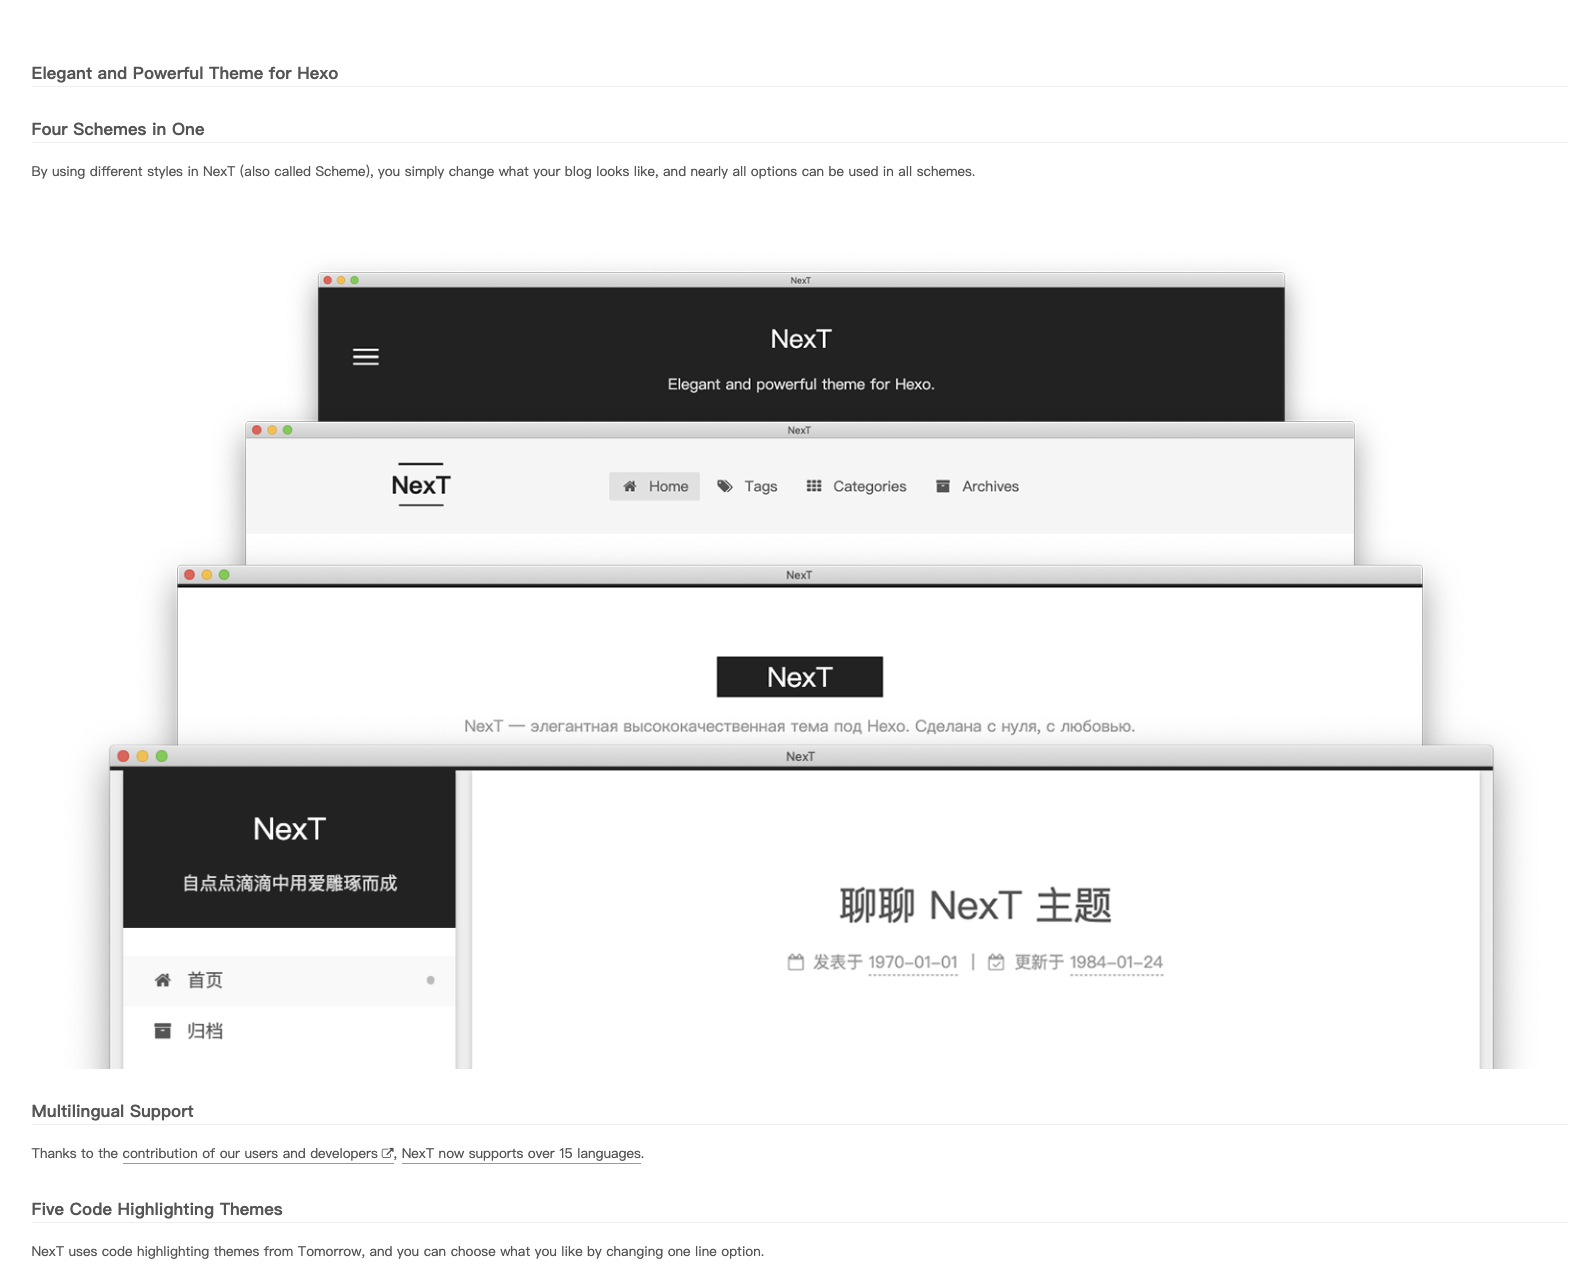 Elegant and Powerful Theme for Hexo
Four Schemes in One
By using different styles in NexT (also called Scheme), you simply change what your blog looks like, and nearly all options can be used in all schemes.
NexT
NexT
Elegant and powerful theme for Hexo.
NexT
NexT
Home Tags Categories Archives
NexT
NexT
NexT — элегантная высококачественная тема под Hexo. Сделана с нуля, с любовью.
NexT
NexT
自点点滴滴中用爱雕琢而成
首页
归档
聊聊 NexT 主题
发表于 1970-01-01 | 更新于 1984-01-24
Multilingual Support
Thanks to the contribution of our users and developers, NexT now supports over 15 languages.
Five Code Highlighting Themes
NexT uses code highlighting themes from Tomorrow, and you can choose what you like by changing one line option.